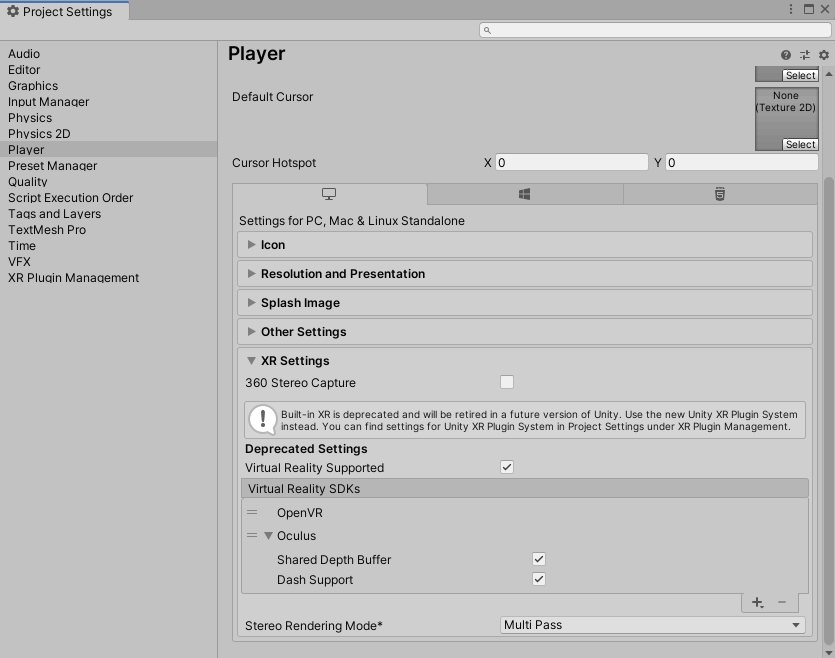 Project Settings
Audio
Editor
Graphics
Input Manager
Physics
Physics 2D
Player
Preset Manager
Quality
Script Execution Order
Tags and Layers
TextMesh Pro
Time
VFX
XR Plugin Management
Player
Select
Default Cursor
None
(Texture 2D)
Select
Cursor Hotspot X 0 Y 0
Settings for PC, Mac & Linux Standalone
Icon
Resolution and Presentation
Splash Image
Other Settings
XR Settings
360 Stereo Capture
Built-in XR is deprecated and will be retired in a future version of Unity. Use the new Unity XR Plugin System
instead. You can find settings for Unity XR Plugin System in Project Settings under XR Plugin Management.
Deprecated Settings
Virtual Reality Supported
Virtual Reality SDKs
OpenVR
Oculus
Shared Depth Buffer
Dash Support
Stereo Rendering Mode* Multi Pass